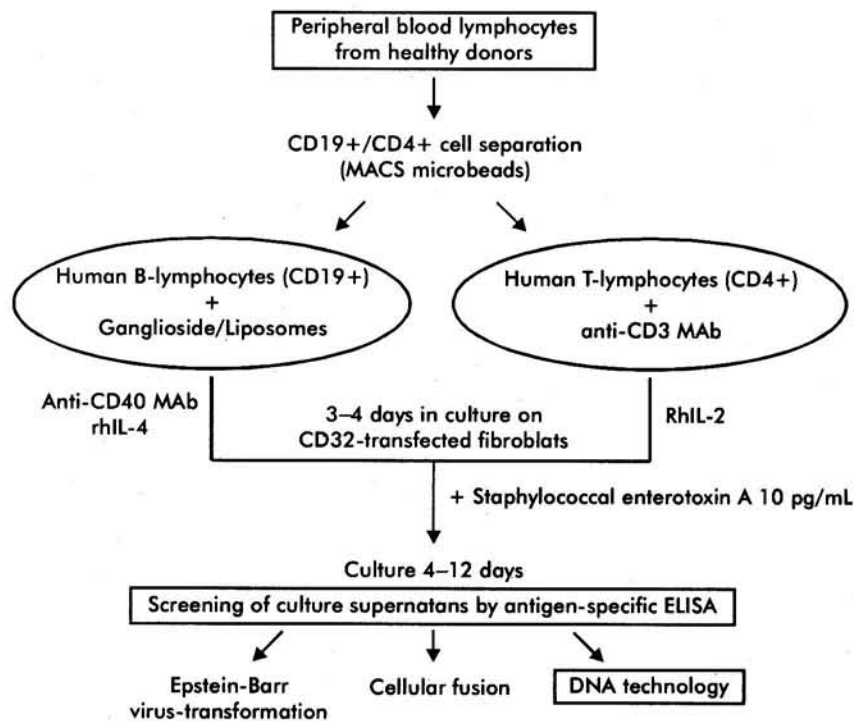 Peripheral blood lymphocytes
from healthy donors
CD19+/CD4+ cell separation
(MACS microbeads)
Human B-lymphocytes (CD19+)
+
Ganglioside/Liposomes
Human T-lymphocytes (CD4+)
+
anti-CD3 MAb
Anti-CD40 MAb
rhIL-4
3–4 days in culture on
CD32-transfected fibroblats
RhIL-2
+ Staphylococcal enterotoxin A 10 pg/mL
Culture 4–12 days
Screening of culture supernatans by antigen-specific ELISA
Epstein-Barr
virus-transformation
Cellular fusion
DNA technology